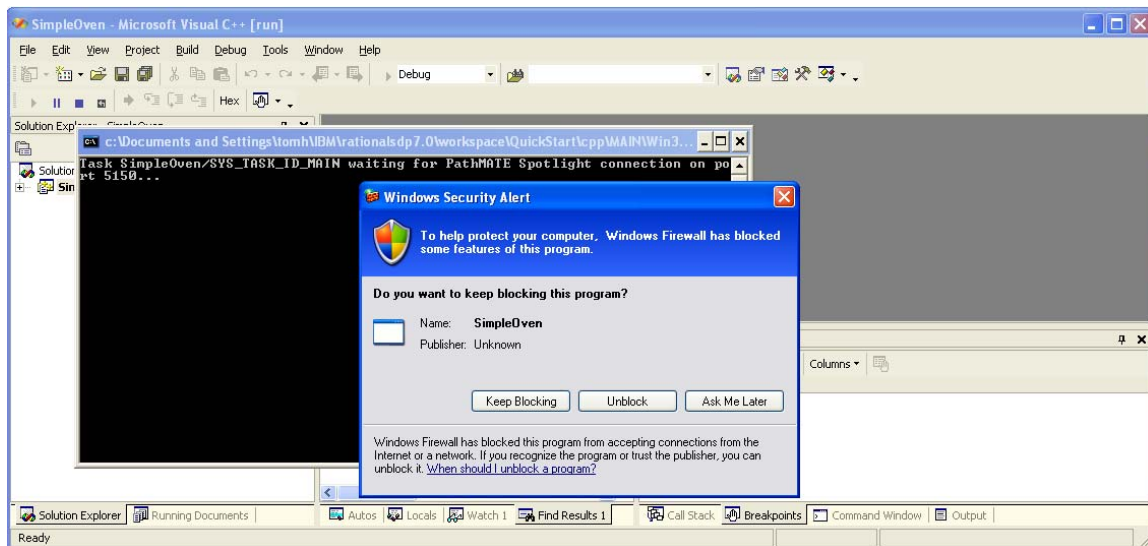 SimpleOven - Microsoft Visual C++ [run]
File Edit View Project Build Debug Tools Window Help
Debug
Hex
Solution Explorer - SimpleOven
c:\Documents and Settings\tomh\IBM\rationalsdp7.0\workspace\QuickStart\cpp\MAIN\Win3...
Task SimpleOven/SYS_TASK_ID_MAIN waiting for PathMATE Spotlight connection on po
rt 5150...
Solution
Sim
Windows Security Alert
To help protect your computer, Windows Firewall has blocked
some features of this program.
Do you want to keep blocking this program?
Name: SimpleOven
Publisher: Unknown
Columns
Keep Blocking Unblock Ask Me Later
Windows Firewall has blocked this program from accepting connections from the
Internet or a network. If you recognize the program or trust the publisher, you can
unblock it. When should I unblock a program?
Solution Explorer Running Documents Autos Locals Watch 1 Find Results 1 Call Stack Breakpoints Command Window Output
Ready